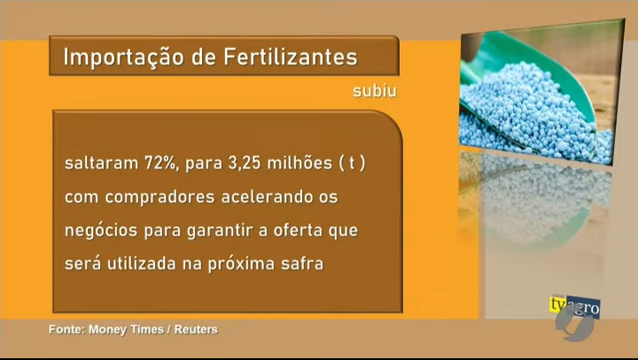 Importação de Fertilizantes
subiu
saltaram 72%, para 3,25 milhões ( t )
com compradores acelerando os
negócios para garantir a oferta que
será utilizada na próxima safra
tvagro
Fonte: Money Times / Reuters